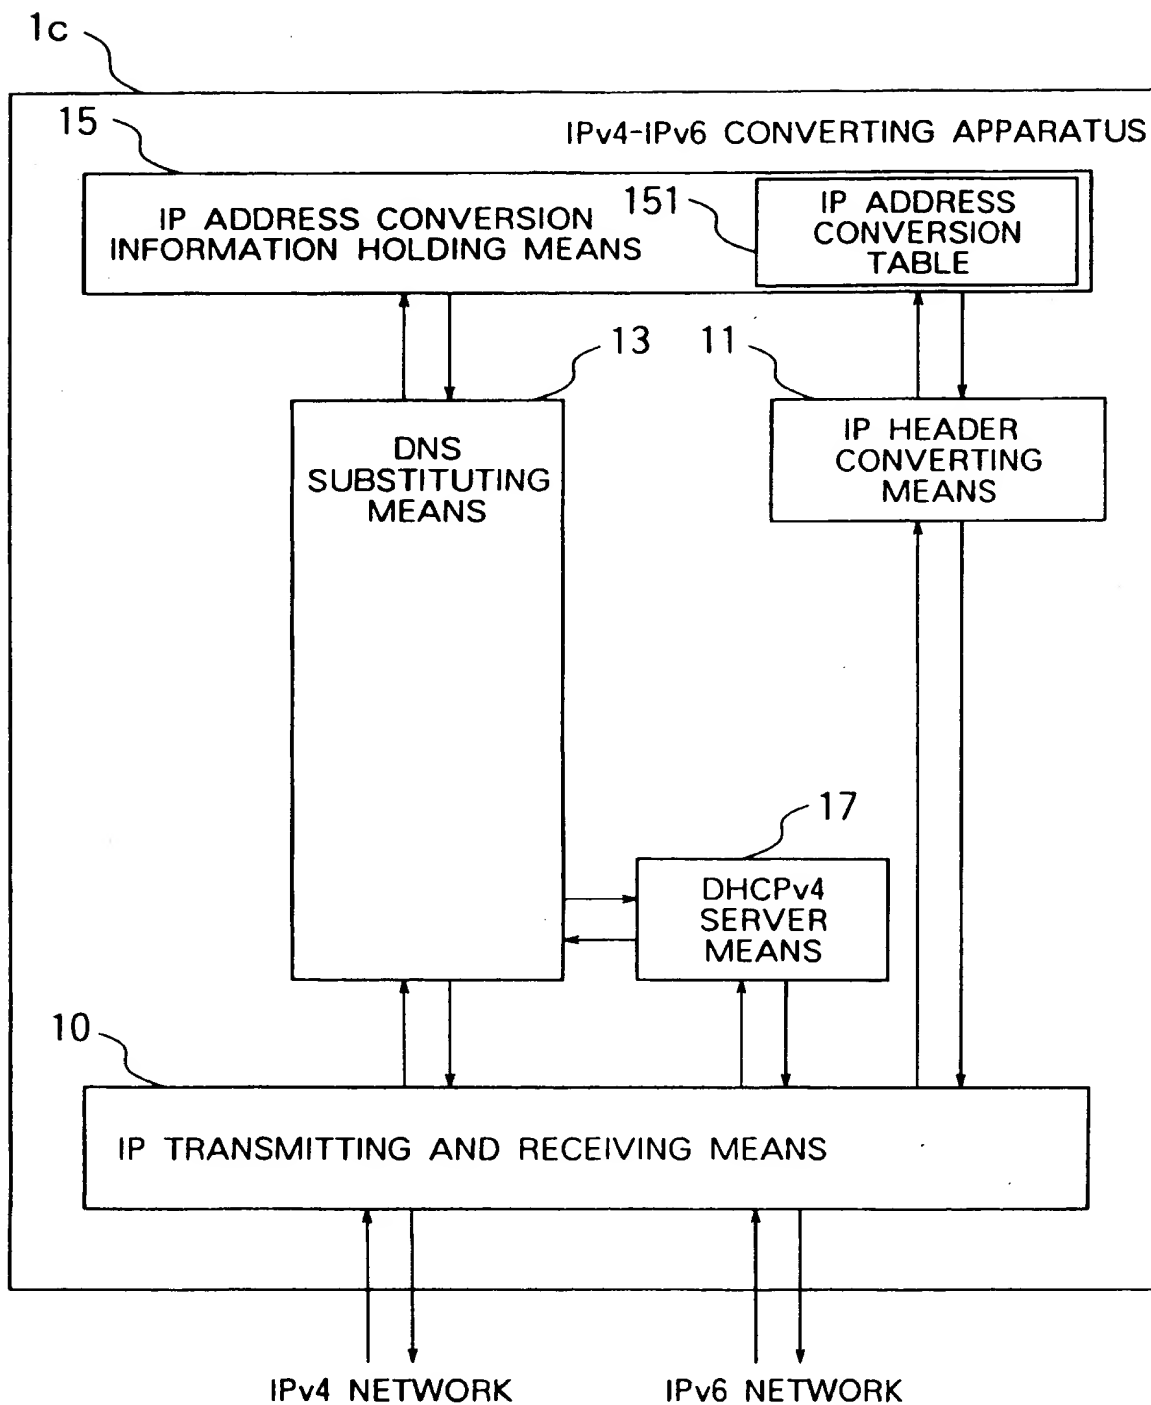 1c
15
IPv4-IPv6 CONVERTING APPARATUS
IP ADDRESS CONVERSION
INFORMATION HOLDING MEANS
151
IP ADDRESS
CONVERSION
TABLE
13
11
DNS
SUBSTITUTING
MEANS
IP HEADER
CONVERTING
MEANS
17
DHCPv4
SERVER
MEANS
10
IP TRANSMITTING AND RECEIVING MEANS
IPv4 NETWORK
IPv6 NETWORK